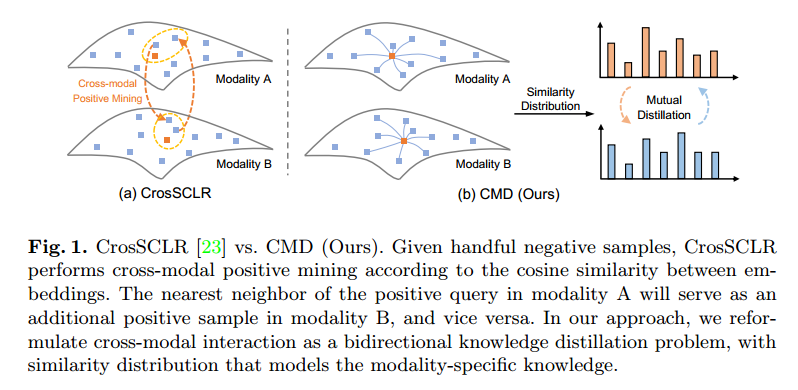 Cross-modal
Positive Mining
Modality A
Modality B
(a) CrosSCLR
Modality A
Modality B
(b) CMD (Ours)
Similarity
Distribution
Mutual
Distillation
Fig. 1. CrosSCLR [23] vs. CMD (Ours). Given handful negative samples, CrosSCLR
performs cross-modal positive mining according to the cosine similarity between em-
beddings. The nearest neighbor of the positive query in modality A will serve as an
additional positive sample in modality B, and vice versa. In our approach, we refor-
mulate cross-modal interaction as a bidirectional knowledge distillation problem, with
similarity distribution that models the modality-specific knowledge.